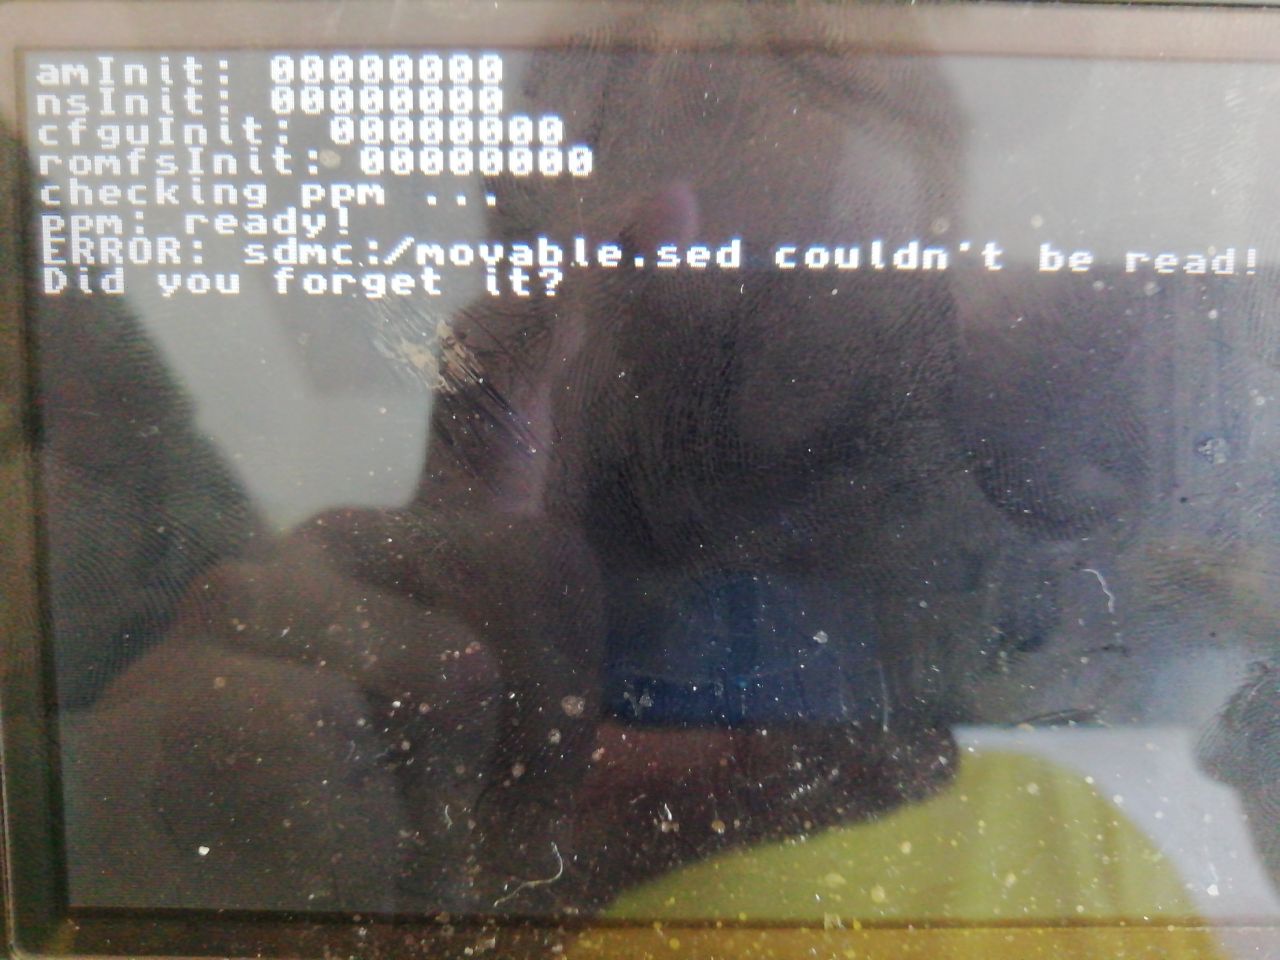 amInit: 00000000
nsInit: 00000000
cfguInit: 00000000
romfsInit: 00000000
checking ppm ...
ppm: ready!
ERROR: sdmc:/movable.sed couldn't be read!
Did you forget it?